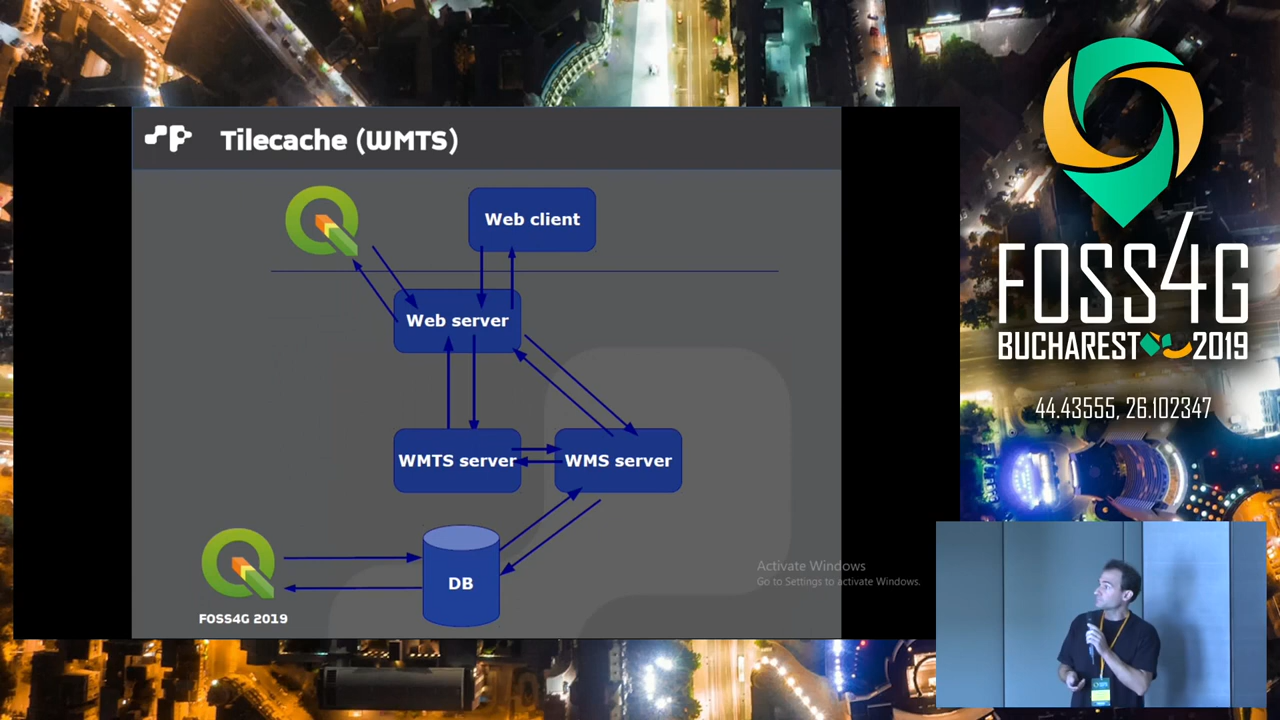 Tilecache (WMTS)
Web client
Web server
WMTS server
WMS server
DB
FOSS4G 2019
Activate Windows
Go to Settings to activate Windows.
FOSS4G
BUCHAREST 2019
44.43555, 26.102347